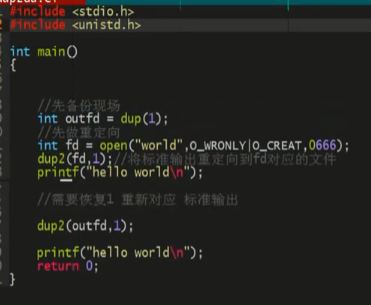 #include <stdio.h>
#include <unistd.h>
int main()
{
//先备份现场
int outfd = dup(1);
//先做重定向
int fd = open("world",O_WRONLY|O_CREAT,0666);
dup2(fd,1);//将标准输出重定向到fd对应的文件
printf("hello world\n");
//需要恢复1 重新对应 标准输出
dup2(outfd,1);
printf("hello world\n");
return 0;
}